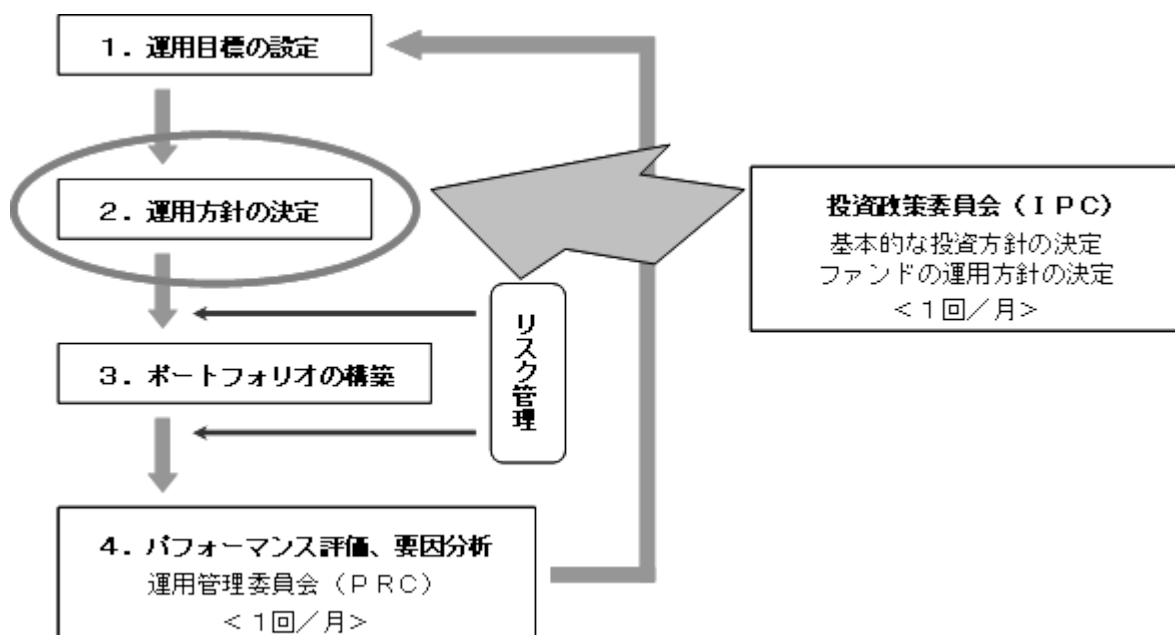 １．運用目標の設定
２．運用方針の決定
投資政策委員会（ＩＰＣ）
基本的な投資方針の決定
ファンドの運用方針の決定
＜１回／月＞
リスク管理
３．ポートフォリオの構築
４．パフォーマンス評価、要因分析
運用管理委員会（ＰＲＣ）
＜１回／月＞